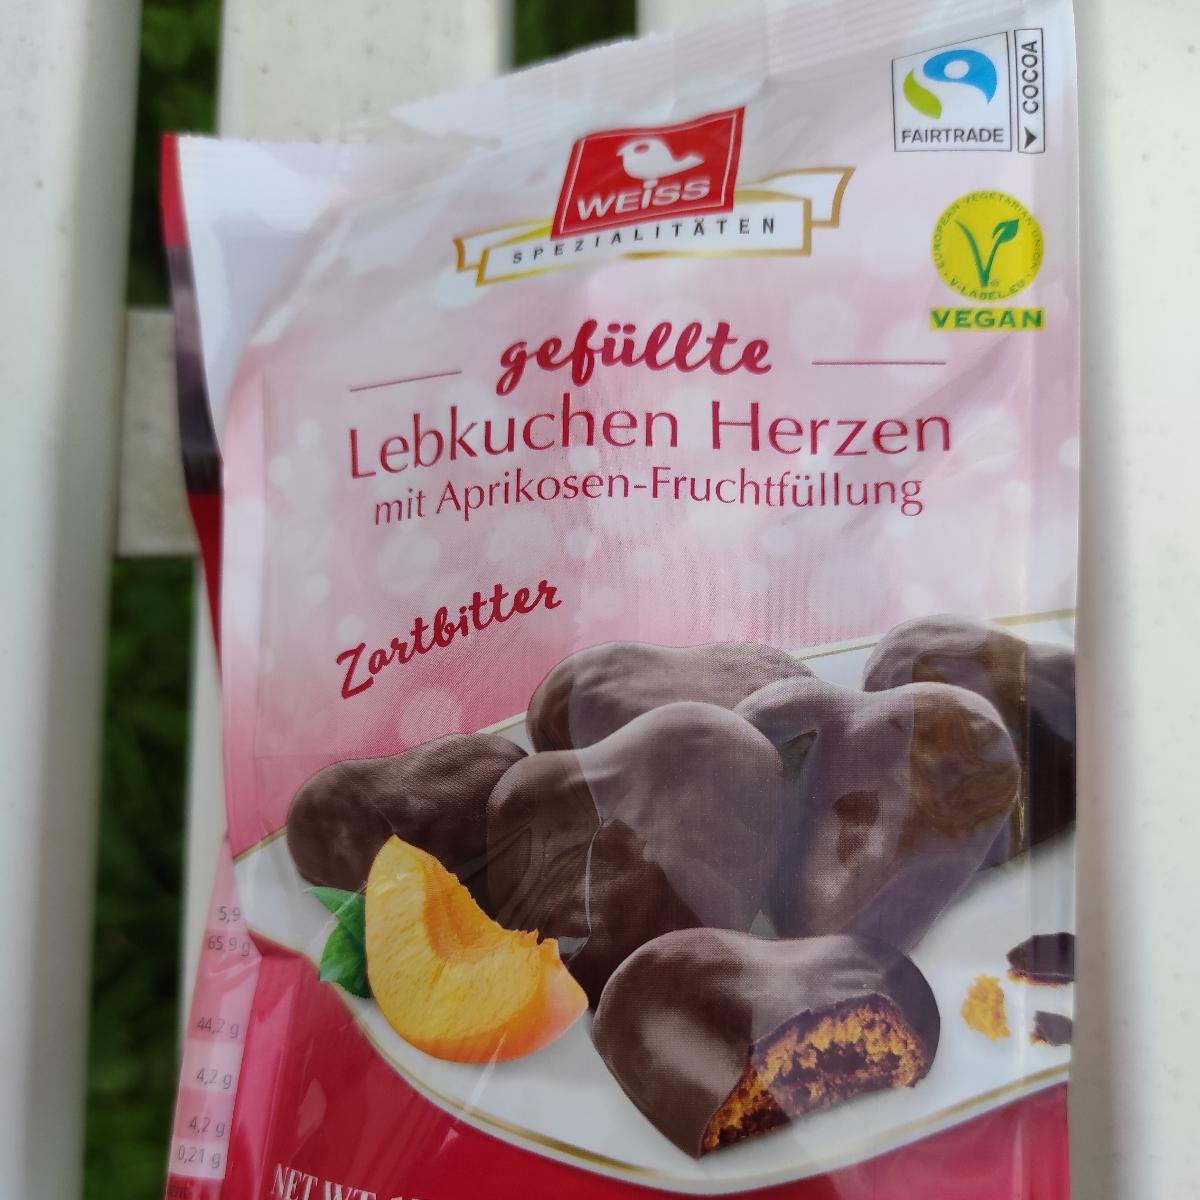 FAIRTRADE
COCOA
WEISS
SPEZIALITÄTEN
EUROPEAN VEGETARIAN UNION
V-LABEL.EU
VEGAN
gefüllte
Lebkuchen Herzen
mit Aprikosen-Fruchtfüllung
Zartbitter
5,9
65,9 g
44,2 g
4,2 g
4,2 g
0,21 g
NET WT.